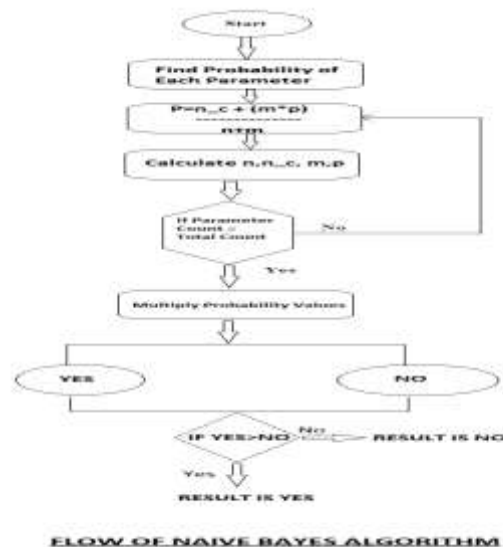 Start
Find Probability of
Each Parameter
P=n_c + (m*p)
------------------
n+m
Calculate n,n_c, m,p
If Parameter
Count =
Total Count
No
Yes
Multiply Probability Values
YES
NO
IF YES>NO
No
RESULT IS NO
Yes
RESULT IS YES
FLOW OF NAIVE BAYES ALGORITHM